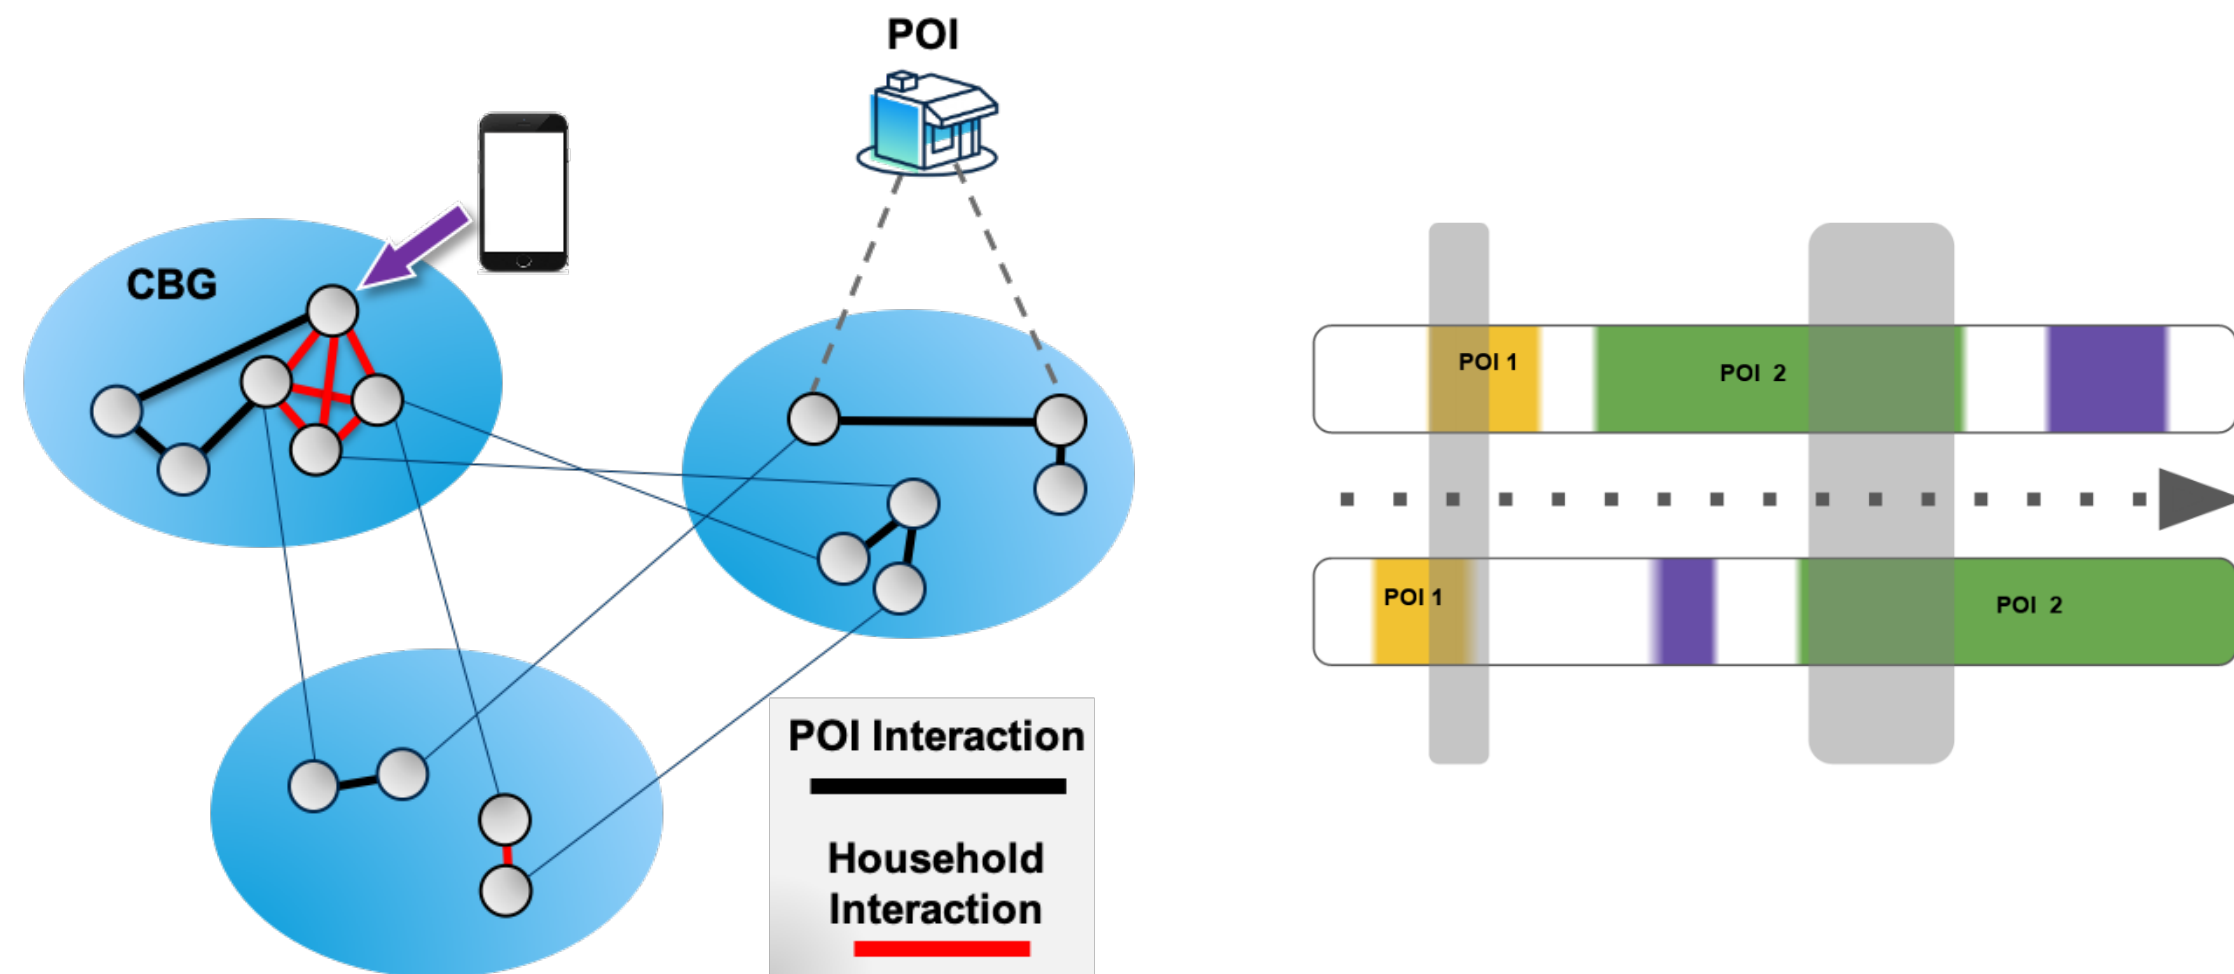 POI
CBG
POI Interaction
Household
Interaction
POI 1
POI 2
POI 1
POI 2